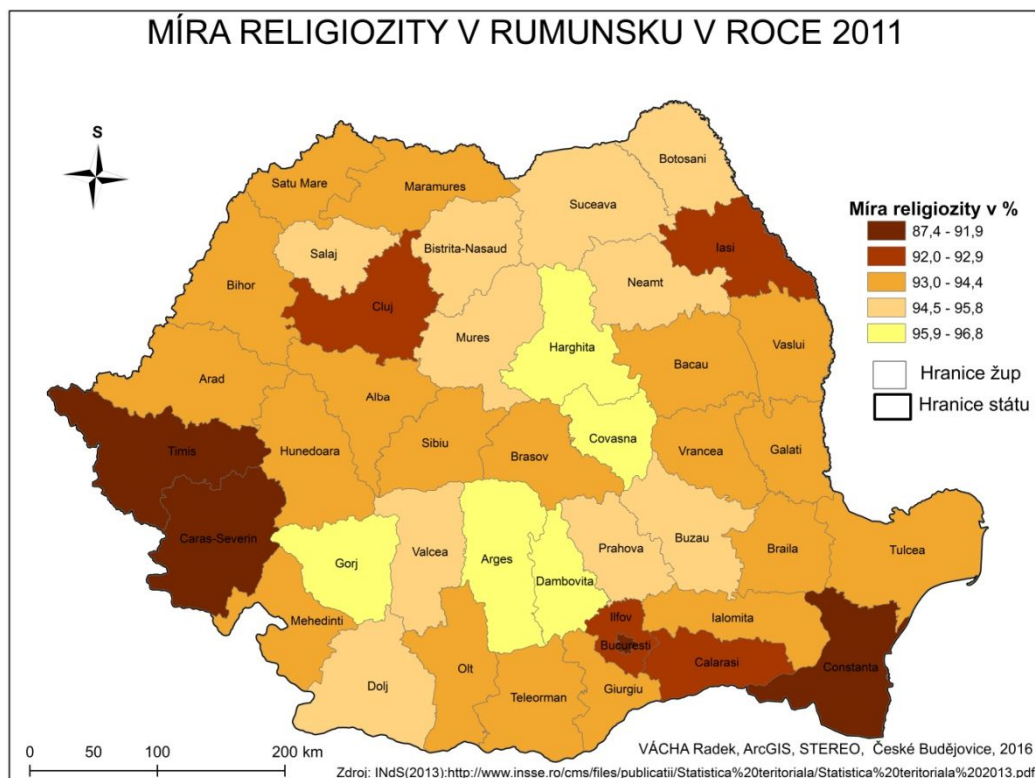 MÍRA RELIGIOZITY V RUMUNSKU V ROCE 2011
S
Botosani
Satu Mare
Maramures
Suceava
Iasi
Salaj
Bistrita-Nasaud
Neamt
Bihor
Cluj
Mures
Harghita
Bacau
Vaslui
Arad
Alba
Covasna
Timis
Hunedoara
Sibiu
Brasov
Vrancea
Galati
Caras-Severin
Gorj
Valcea
Arges
Dambovita
Prahova
Buzau
Braila
Tulcea
Mehedinti
Ilfov
Ialomita
Bucuresti
Calarasi
Constanta
Dolj
Olt
Teleorman
Giurgiu
Míra religiozity v %
87,4 - 91,9
92,0 - 92,9
93,0 - 94,4
94,5 - 95,8
95,9 - 96,8
Hranice žup
Hranice státu
0 50 100 200 km
VÁCHA Radek, ArcGIS, STEREO, České Budějovice, 2016
Zdroj: INdS(2013):http://www.insse.ro/cms/files/publicatii/Statistica%20teritoriala/Statistica%20teritoriala%202013.pdf